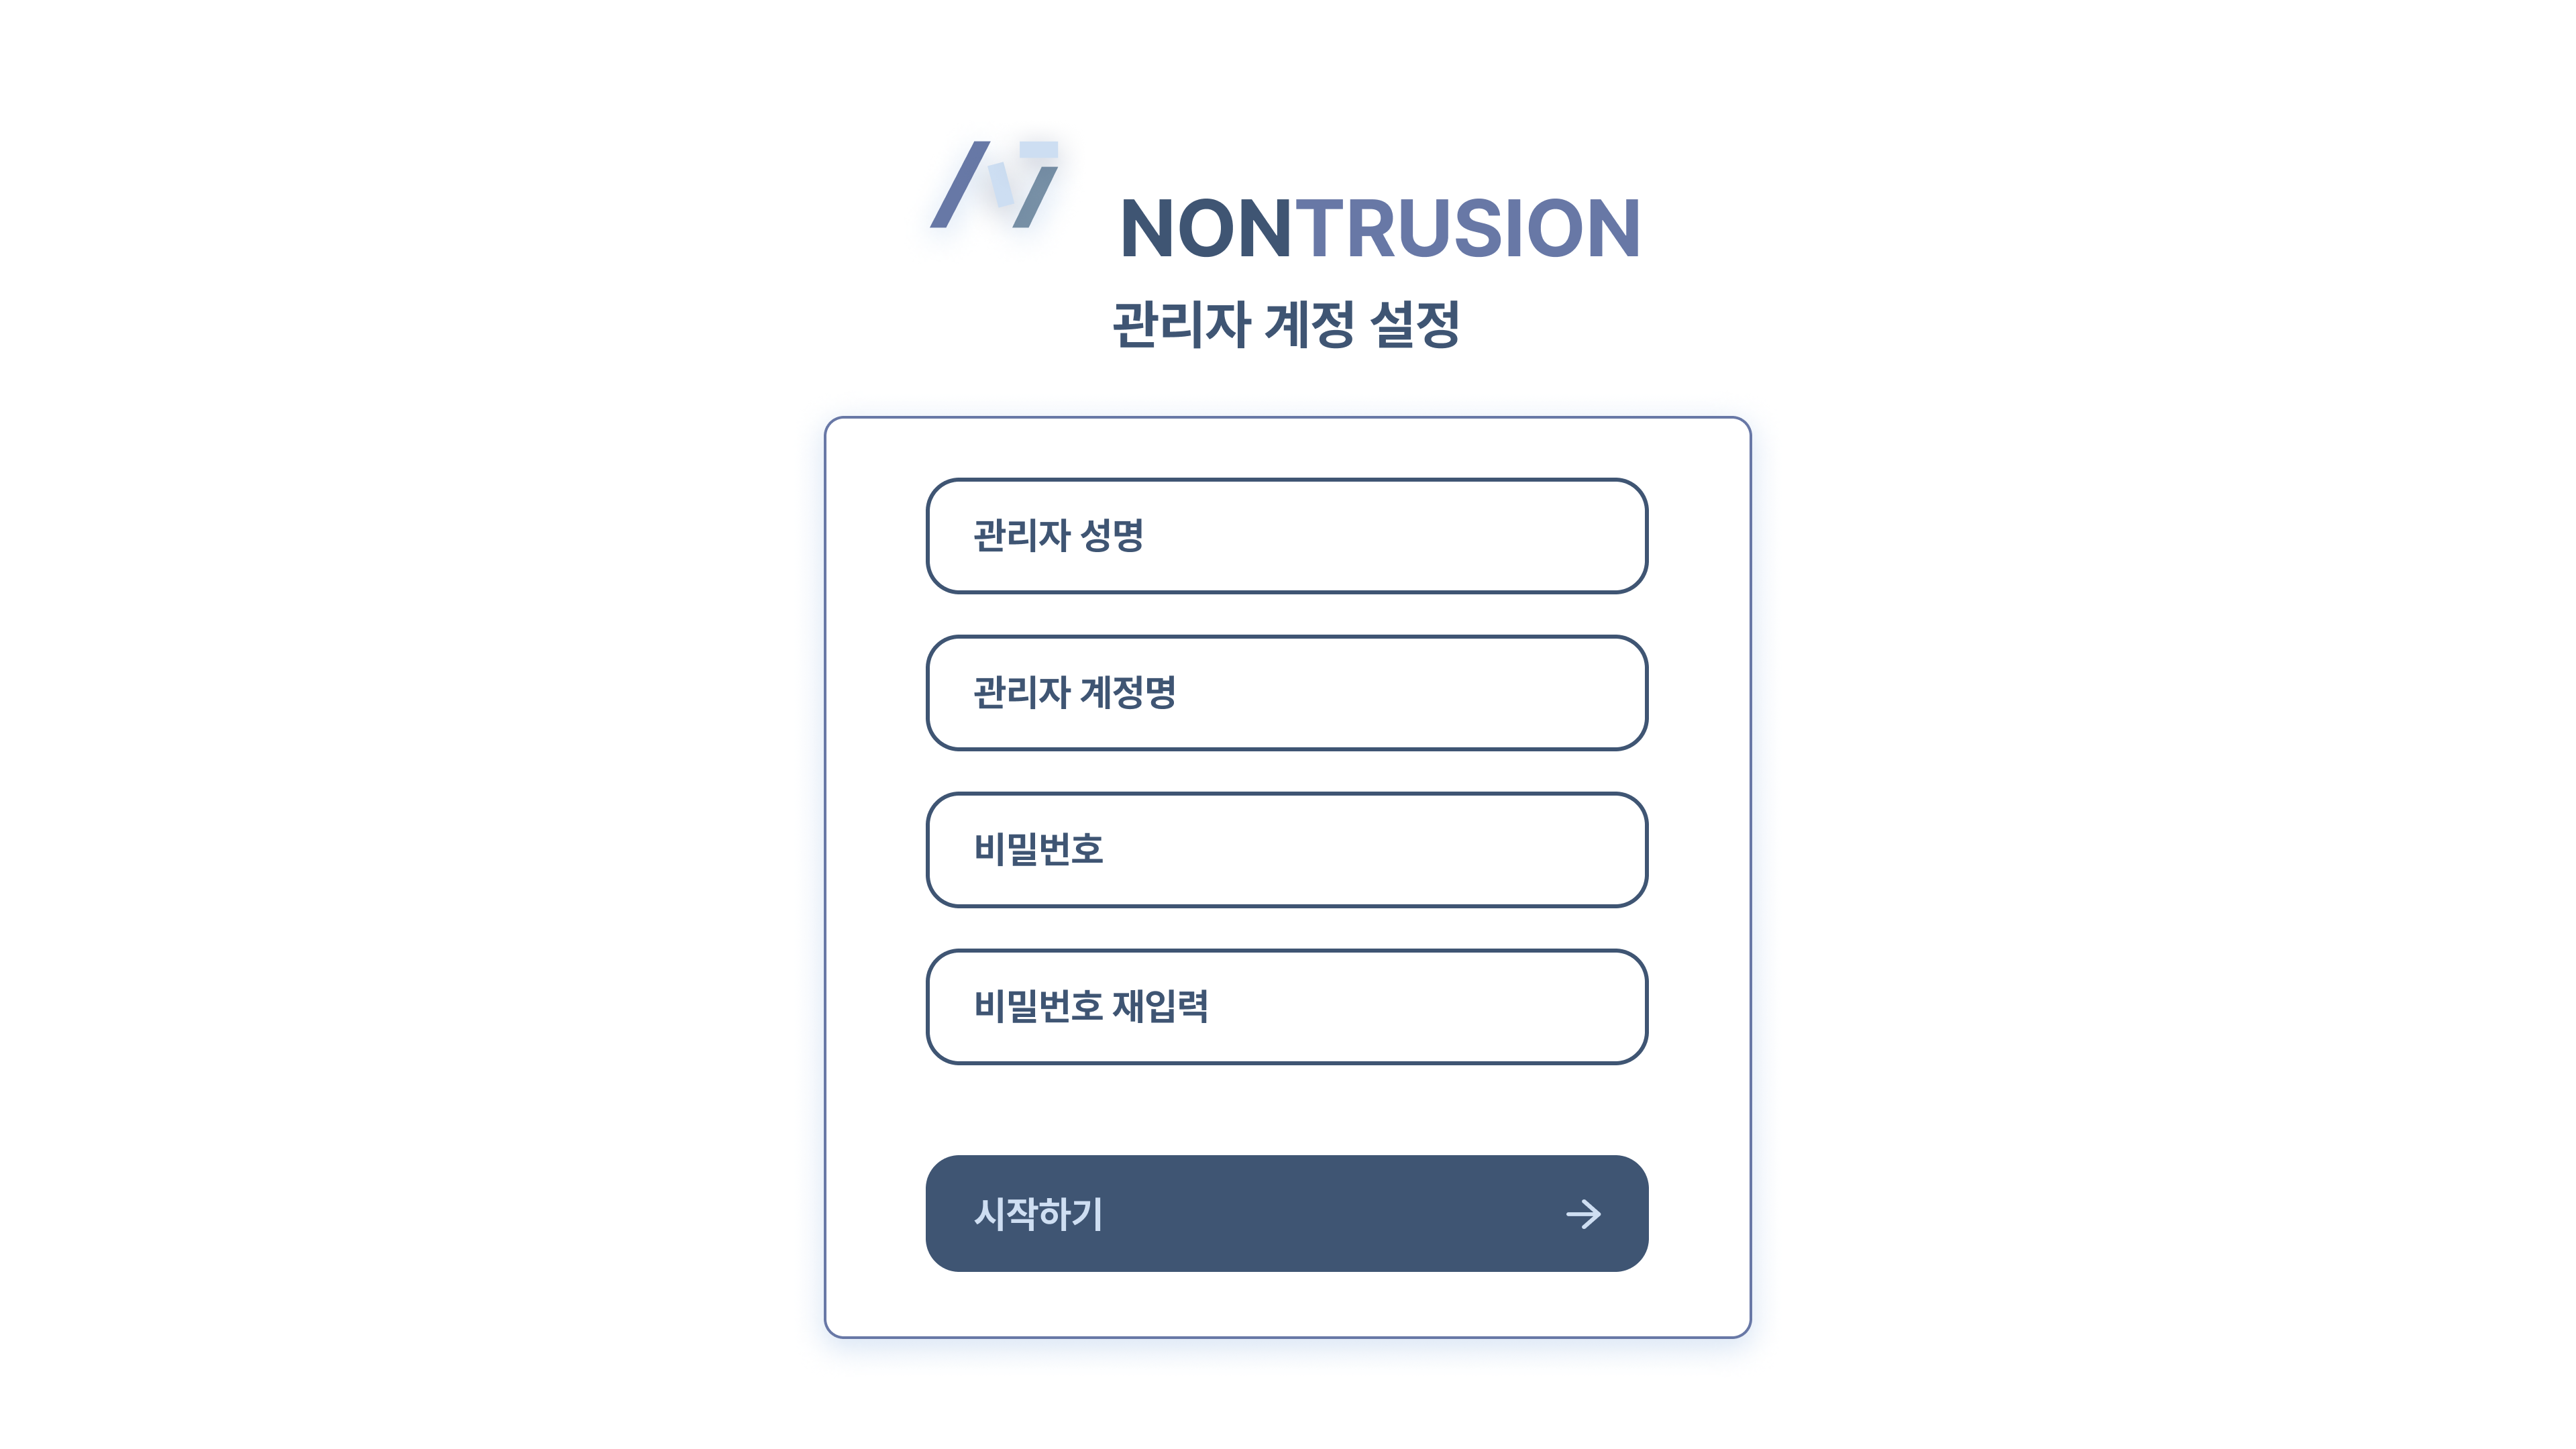 NONTRUSION
관리자 계정 설정
관리자 성명
관리자 계정명
비밀번호
비밀번호 재입력
시작하기